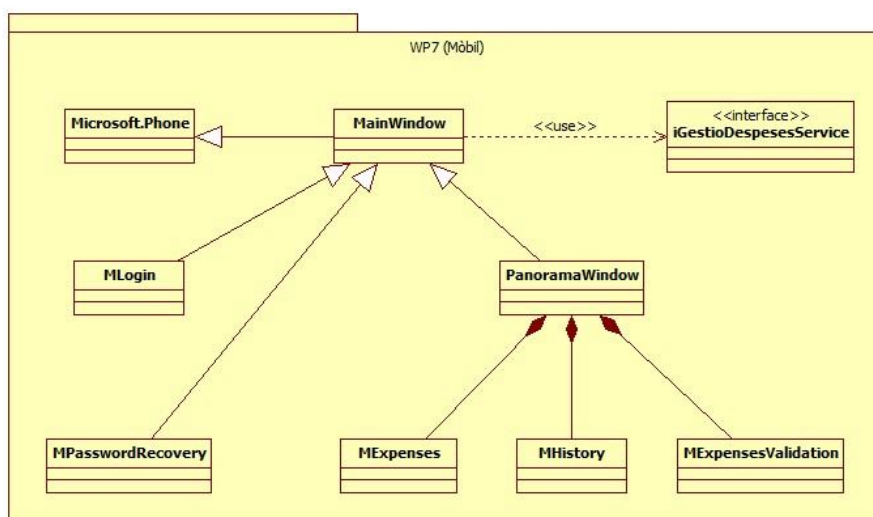 WP7 (Mòbil)
Microsoft.Phone
MainWindow
<<use>>
<<interface>>
iGestioDespesesService
MLogin
PanoramaWindow
MPasswordRecovery
MExpenses
MHistory
MExpensesValidation